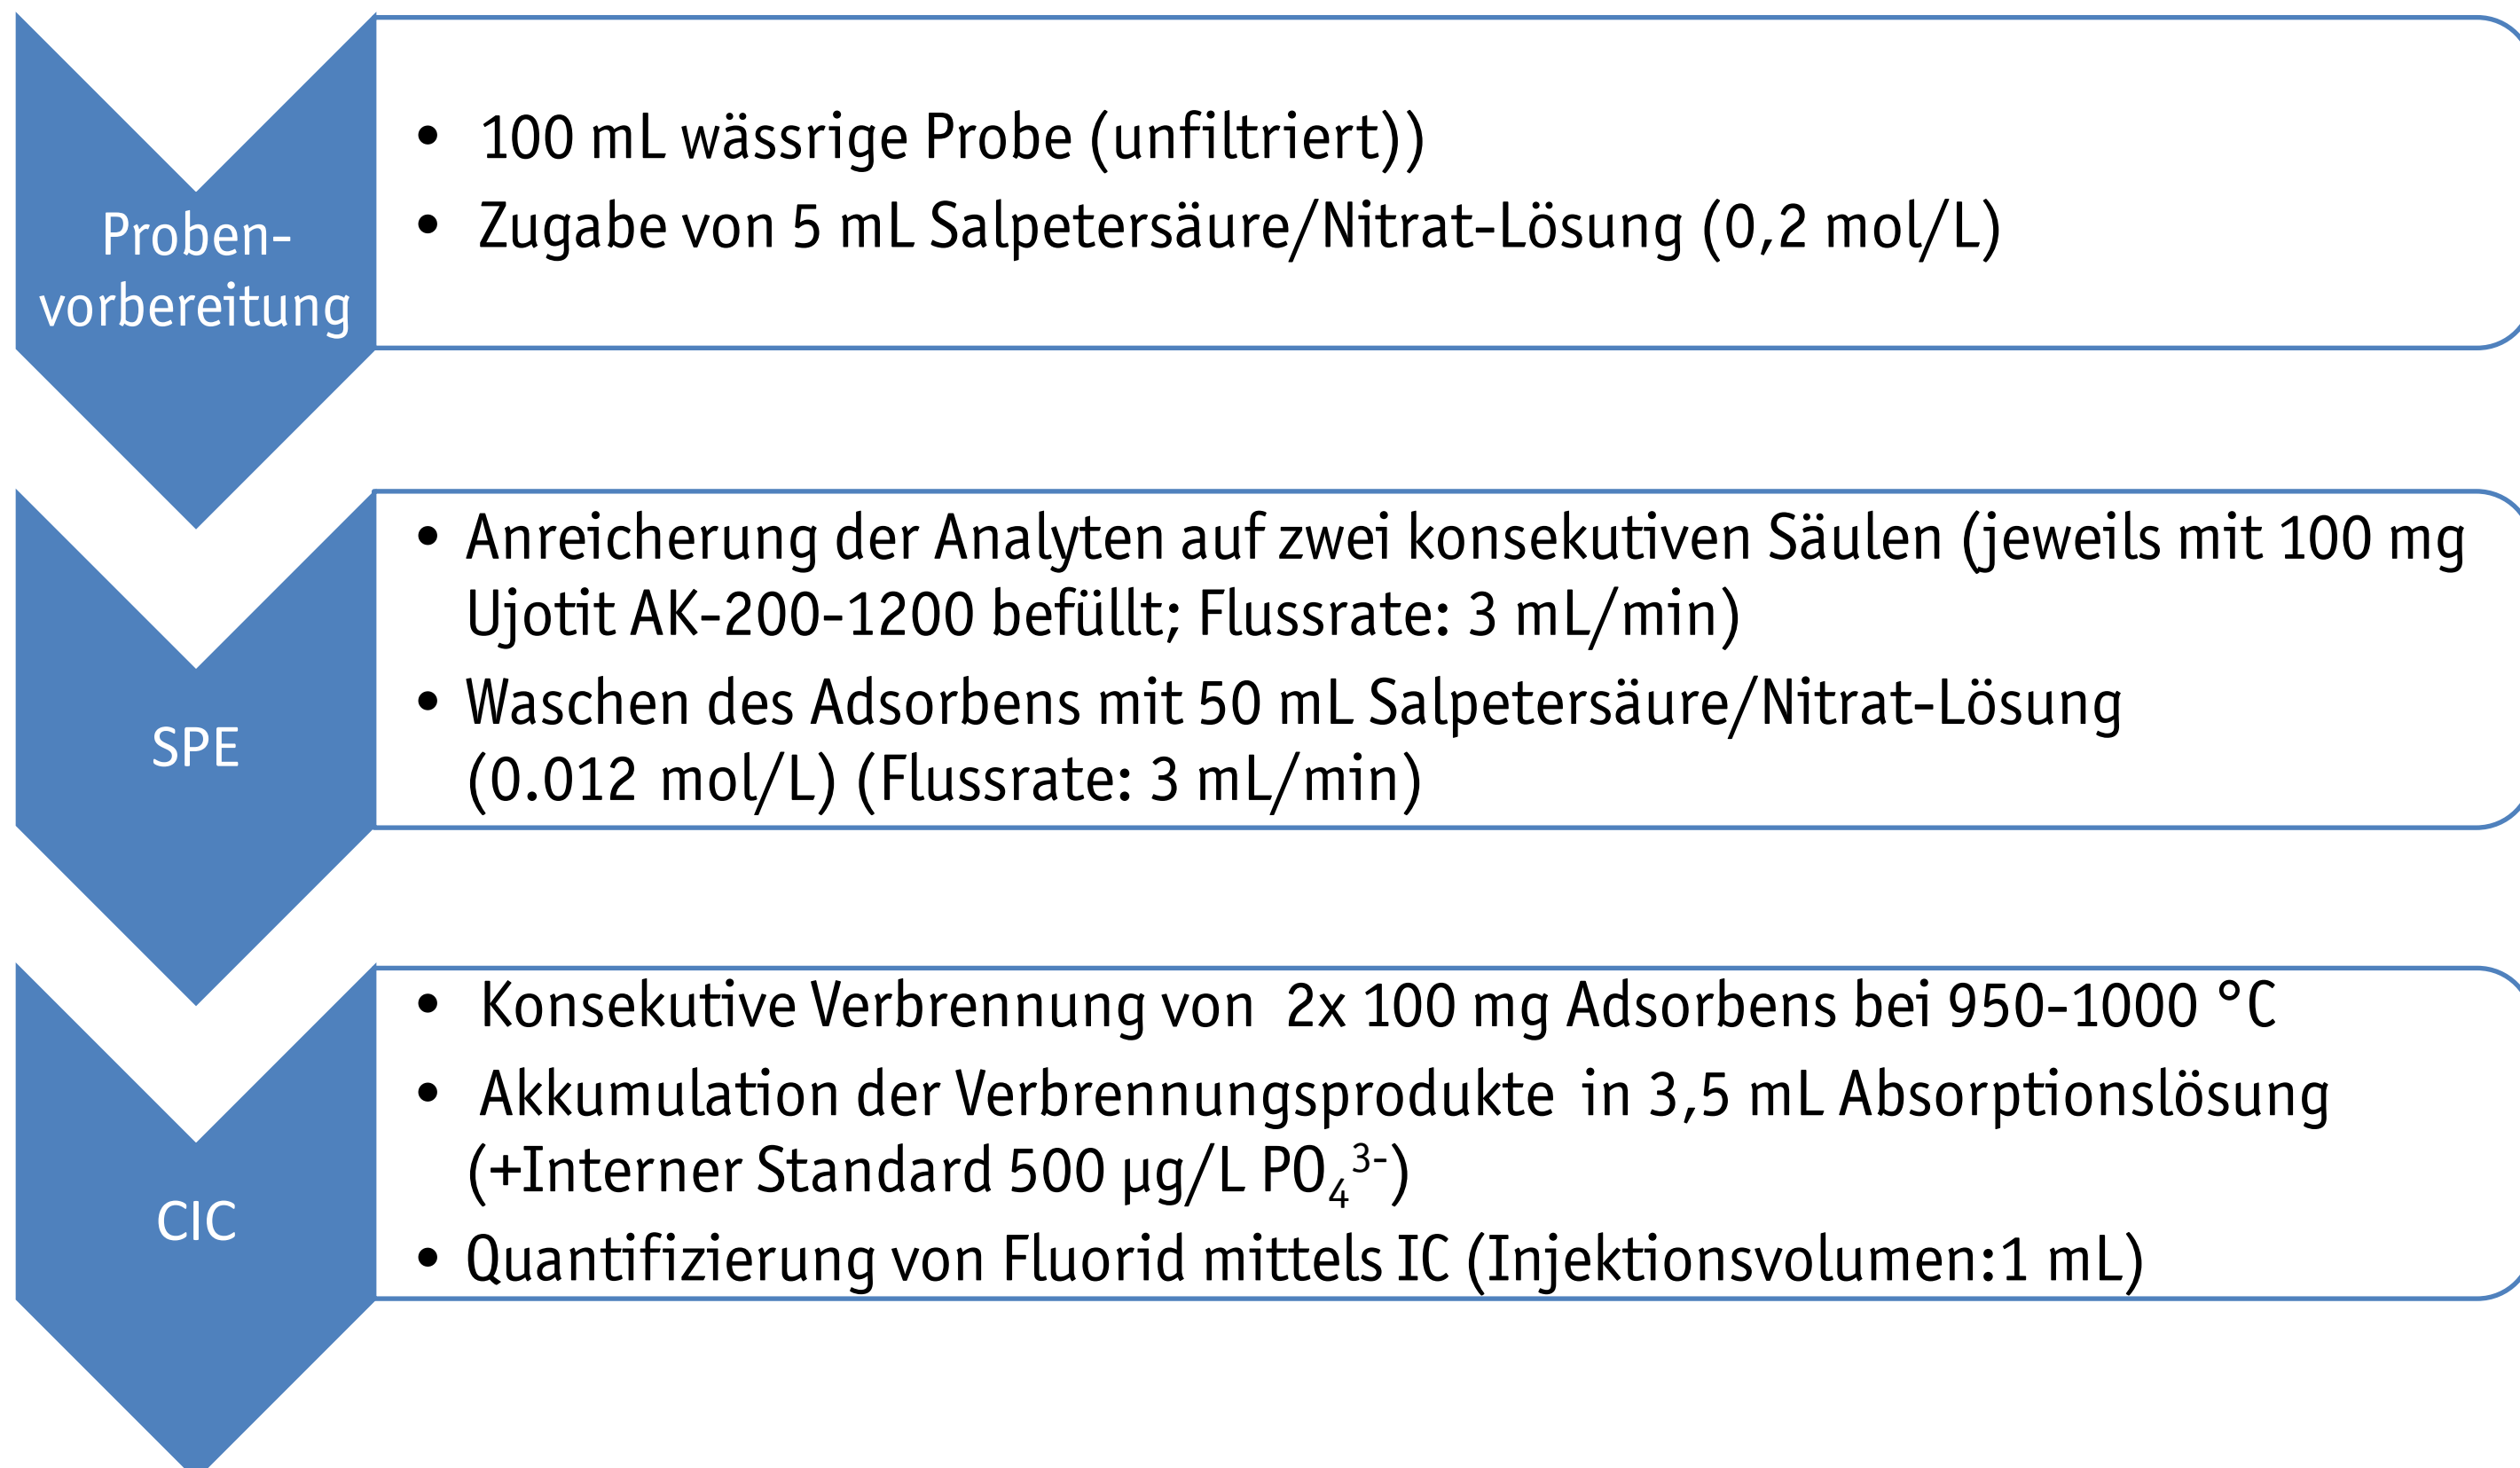 Proben-
vorbereitung
• 100 mL wässrige Probe (unfiltriert))
• Zugabe von 5 mL Salpetersäure/Nitrat-Lösung (0,2 mol/L)
SPE
• Anreicherung der Analyten auf zwei konsekutiven Säulen (jeweils mit 100 mg
Ujotit AK-200-1200 befüllt; Flussrate: 3 mL/min)
• Waschen des Adsorbens mit 50 mL Salpetersäure/Nitrat-Lösung
(0.012 mol/L) (Flussrate: 3 mL/min)
CIC
• Konsekutive Verbrennung von 2x 100 mg Adsorbens bei 950-1000 °C
• Akkumulation der Verbrennungsprodukte in 3,5 mL Absorptionslösung
(+Interner Standard 500 µg/L PO₄³⁻)
• Quantifizierung von Fluorid mittels IC (Injektionsvolumen:1 mL)